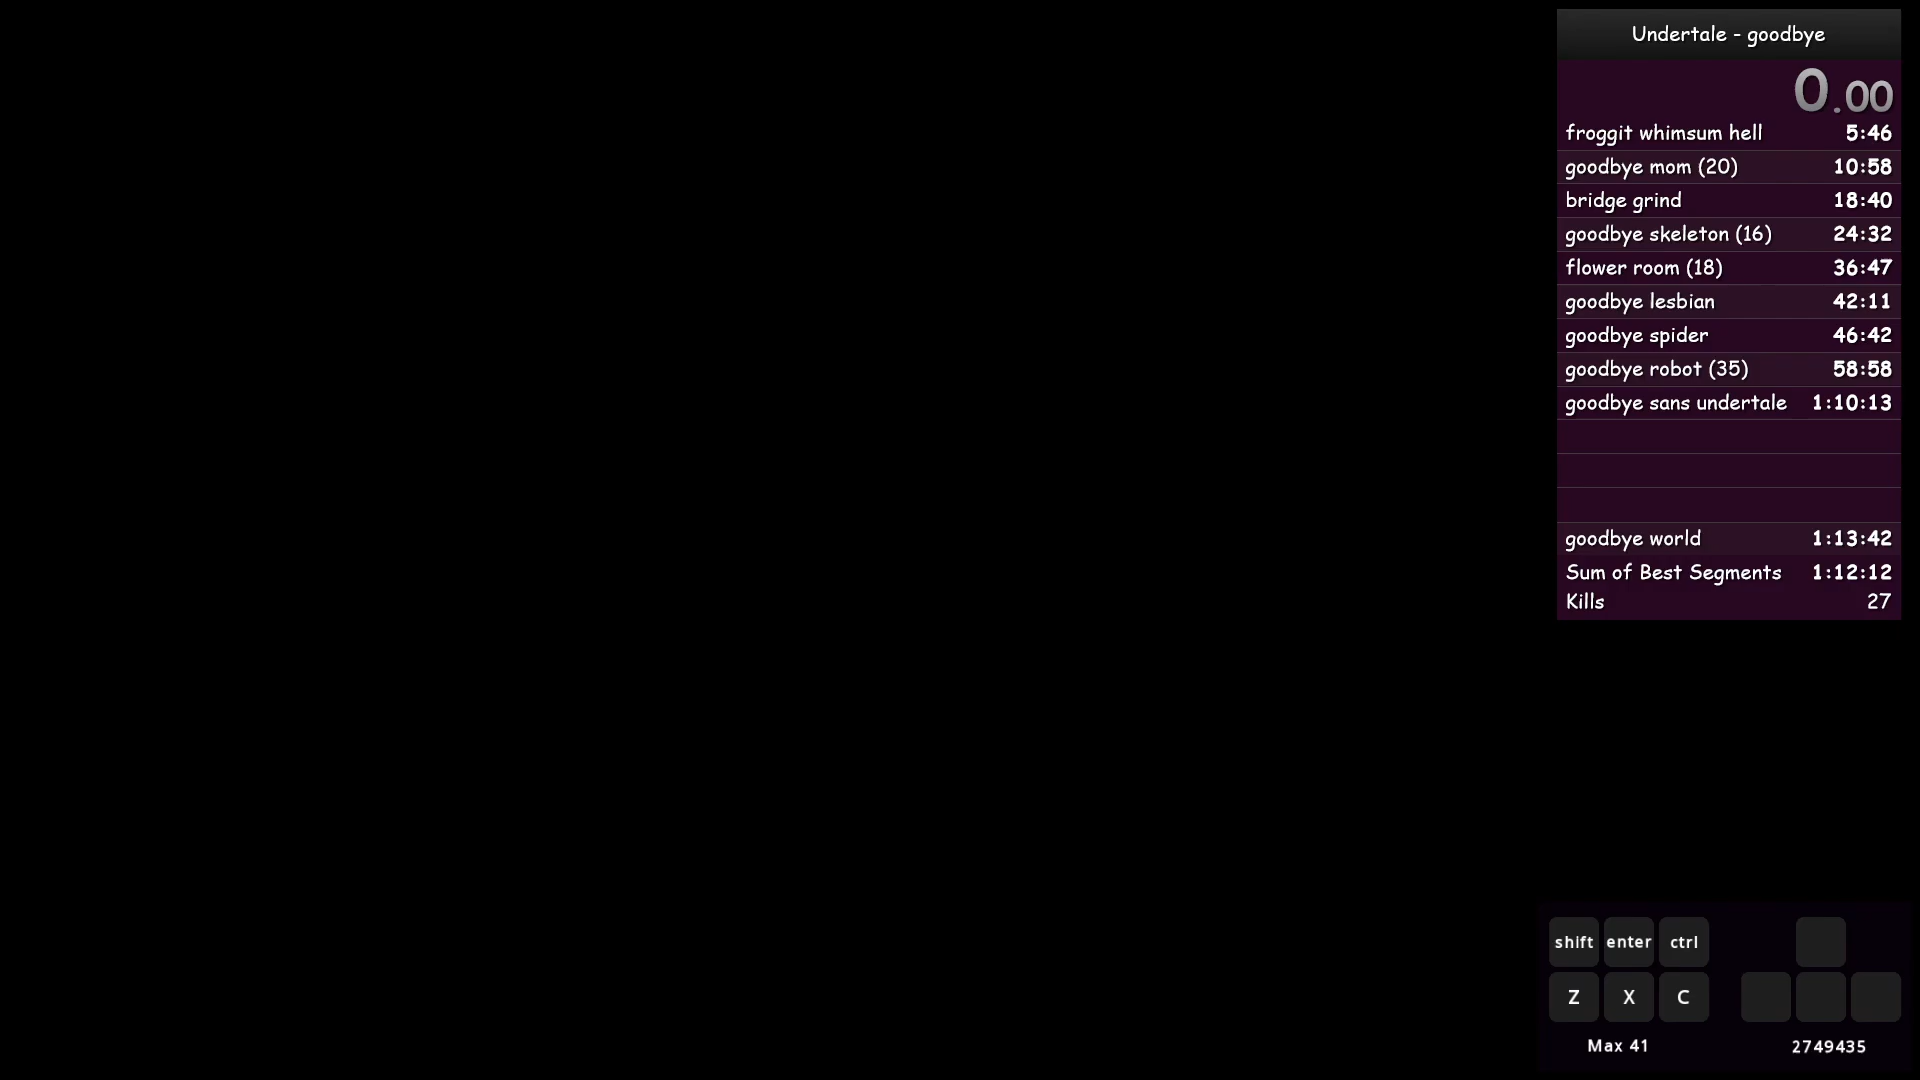 Undertale - goodbye
0.00
froggit whimsum hell 5:46
goodbye mom (20) 10:58
bridge grind 18:40
goodbye skeleton (16) 24:32
flower room (18) 36:47
goodbye lesbian 42:11
goodbye spider 46:42
goodbye robot (35) 58:58
goodbye sans undertale 1:10:13
goodbye world 1:13:42
Sum of Best Segments 1:12:12
Kills 27
shift enter ctrl
Z X C
Max 41 2749435